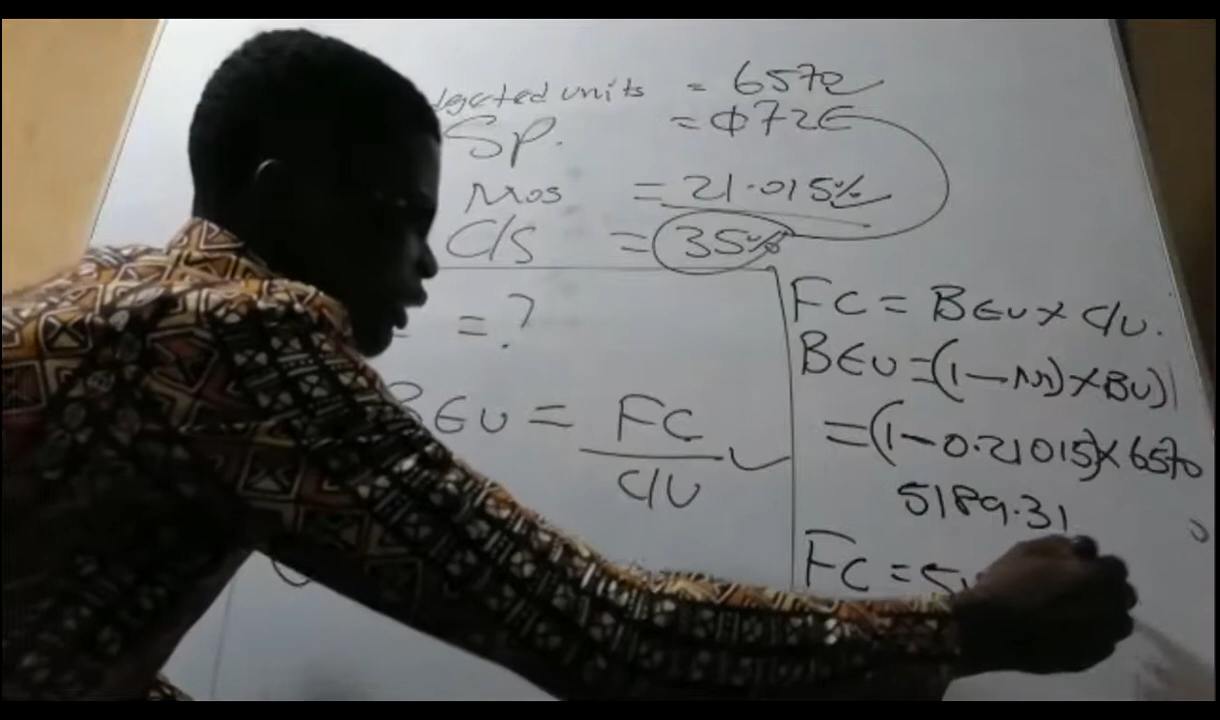 units = 6570
SP. = ¢72
MOS = 21.015%
C/S = 35%
= ?
BEU = FC
C/U
FC = BEU × C/U.
BEU = (1 - M) × BU)
= (1 - 0.21015) × 6570
5189.31
FC = 5